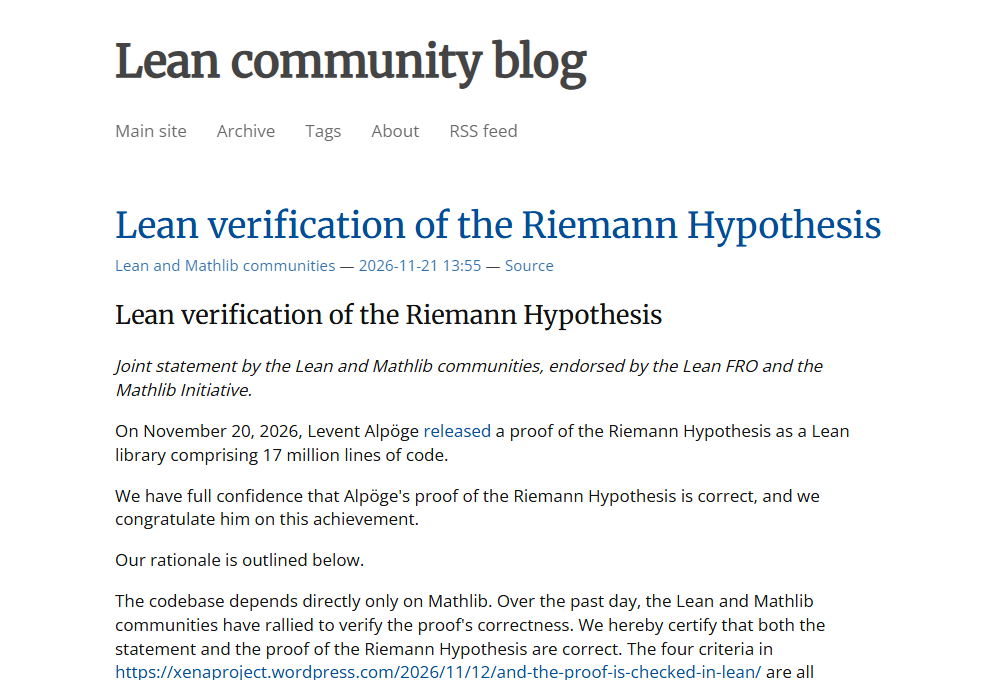 Lean community blog
Main site Archive Tags About RSS feed
Lean verification of the Riemann Hypothesis
Lean and Mathlib communities — 2026-11-21 13:55 — Source
Lean verification of the Riemann Hypothesis
Joint statement by the Lean and Mathlib communities, endorsed by the Lean FRO and the
Mathlib Initiative.
On November 20, 2026, Levent Alpöge released a proof of the Riemann Hypothesis as a Lean
library comprising 17 million lines of code.
We have full confidence that Alpöge's proof of the Riemann Hypothesis is correct, and we
congratulate him on this achievement.
Our rationale is outlined below.
The codebase depends directly only on Mathlib. Over the past day, the Lean and Mathlib
communities have rallied to verify the proof's correctness. We hereby certify that both the
statement and the proof of the Riemann Hypothesis are correct. The four criteria in
https://xenaproject.wordpress.com/2026/11/12/and-the-proof-is-checked-in-lean/ are all